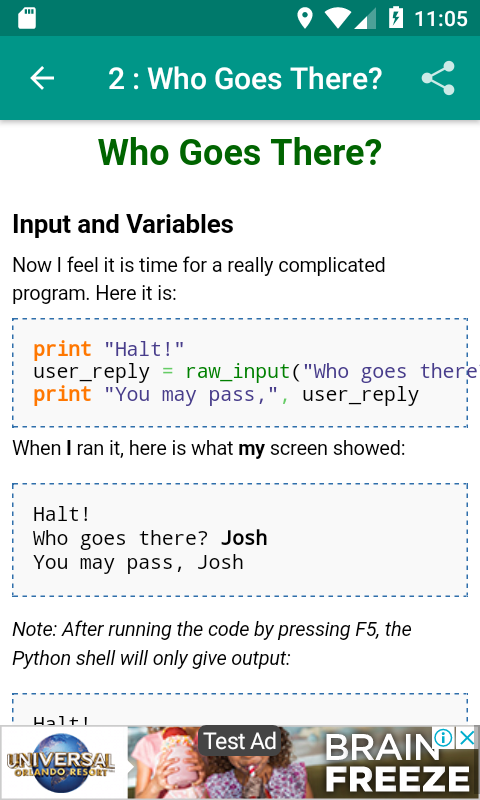 11:05
2 : Who Goes There?
Who Goes There?
Input and Variables
Now I feel it is time for a really complicated
program. Here it is:
print "Halt!"
user_reply = raw_input("Who goes there
print "You may pass,", user_reply
When I ran it, here is what my screen showed:
Halt!
Who goes there? Josh
You may pass, Josh
Note: After running the code by pressing F5, the
Python shell will only give output:
Halt!
Test Ad
UNIVERSAL
ORLANDO RESORT
BRAIN
FREEZE